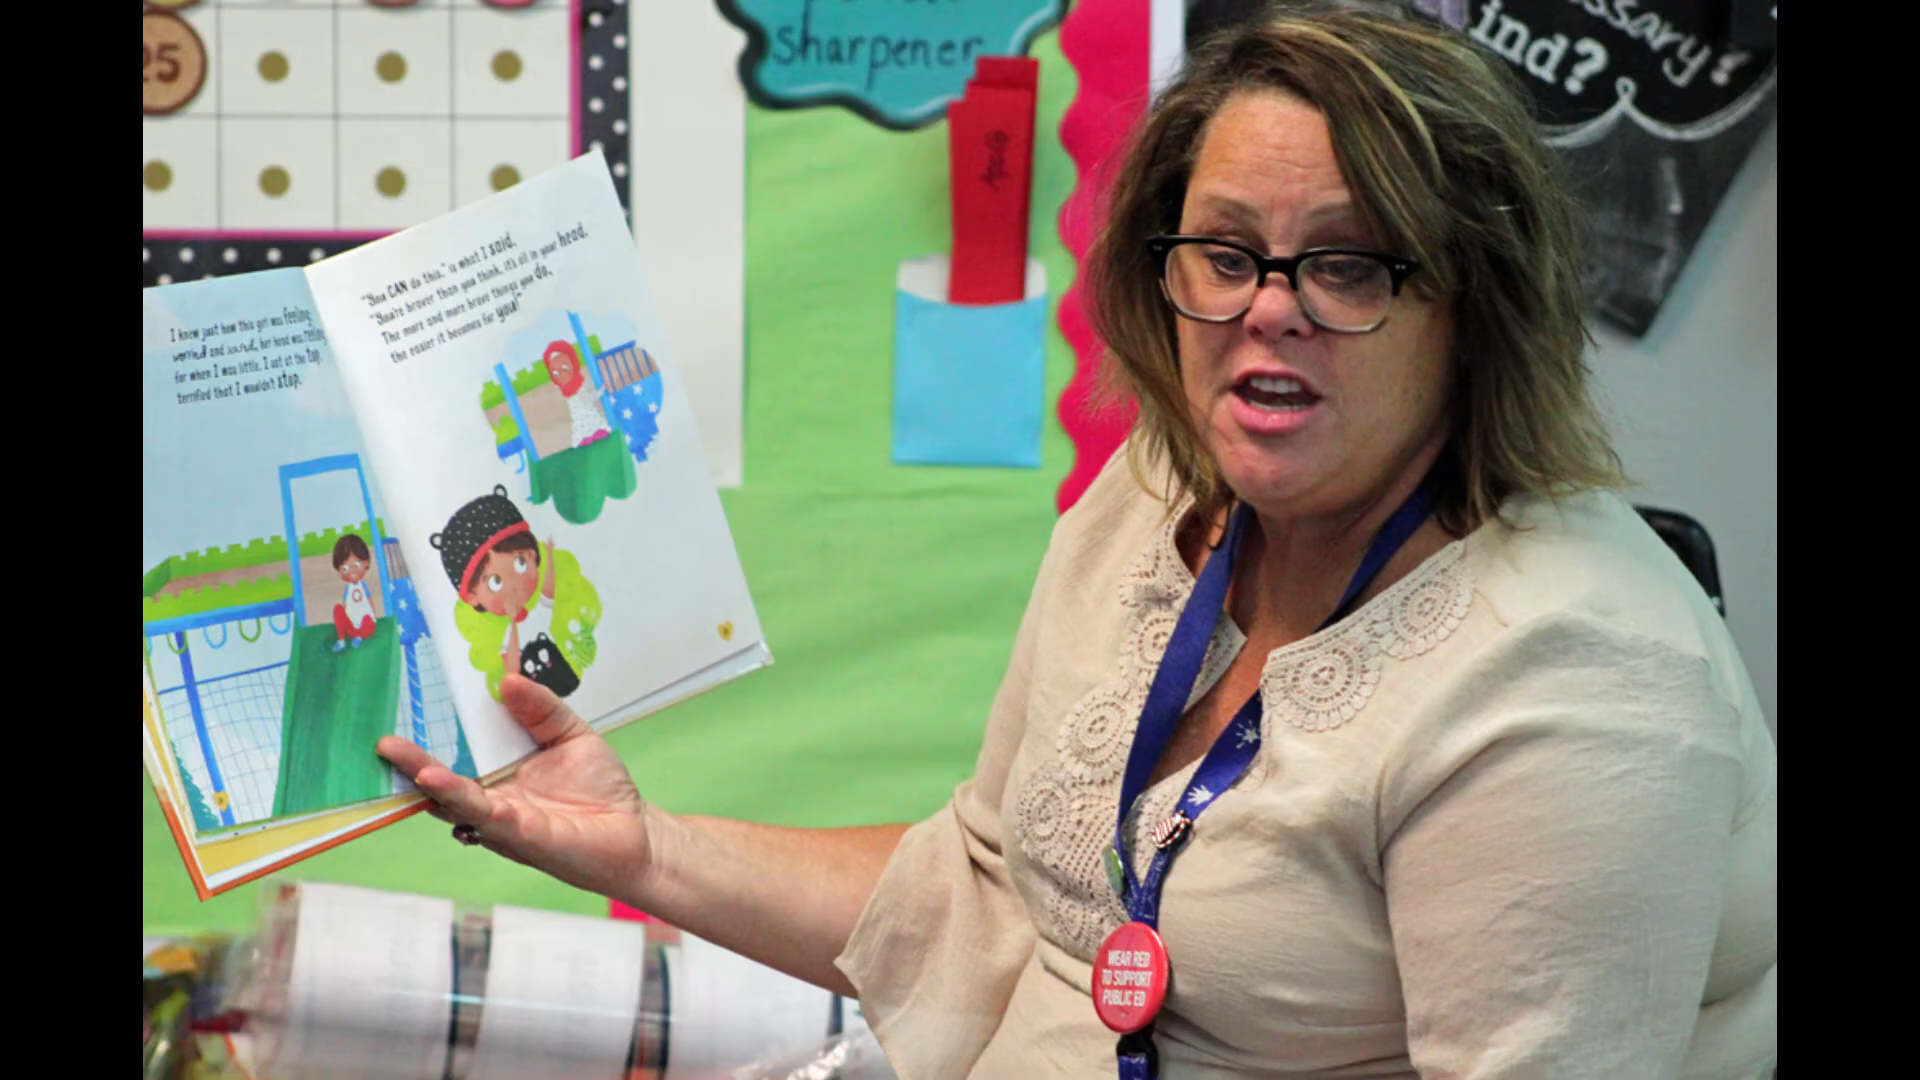 25
sharpener
ind?
essary?
I knew just how this girl was feeling,
worried and scared, her head was reeling
for when I was little, I sat at the top,
terrified that I wouldn't stop.
"You CAN do this," is what I said.
"You're braver than you think, it's all in your head.
The more and more brave things you do,
the easier it becomes for you!"
WEAR RED
TO SUPPORT
PUBLIC ED